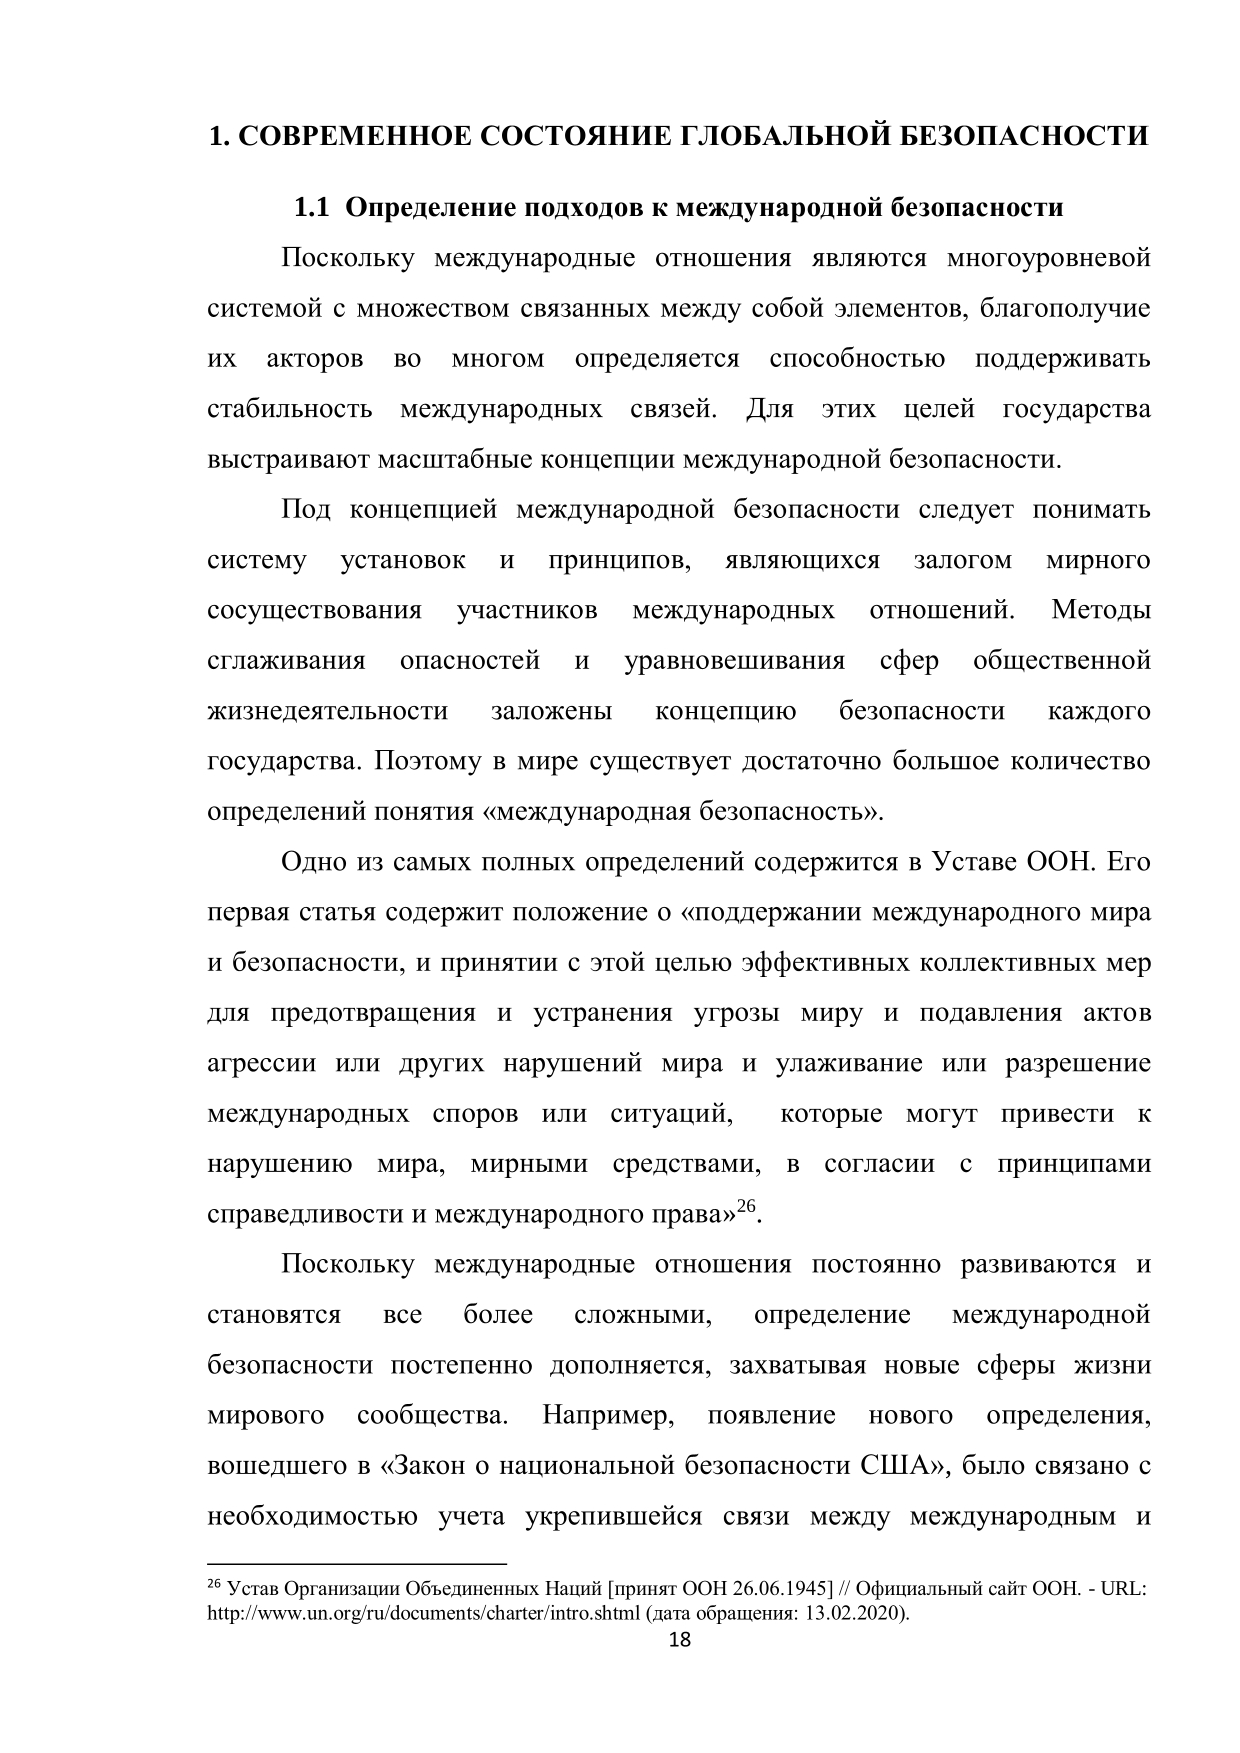 1. СОВРЕМЕННОЕ СОСТОЯНИЕ ГЛОБАЛЬНОЙ БЕЗОПАСНОСТИ
1.1 Определение подходов к международной безопасности
Поскольку международные отношения являются многоуровневой
системой с множеством связанных между собой элементов, благополучие
их акторов во многом определяется способностью поддерживать
стабильность международных связей. Для этих целей государства
выстраивают масштабные концепции международной безопасности.
Под концепцией международной безопасности следует понимать
систему установок и принципов, являющихся залогом мирного
сосуществования участников международных отношений. Методы
сглаживания опасностей и уравновешивания сфер общественной
жизнедеятельности заложены концепцию безопасности каждого
государства. Поэтому в мире существует достаточно большое количество
определений понятия «международная безопасность».
Одно из самых полных определений содержится в Уставе ООН. Его
первая статья содержит положение о «поддержании международного мира
и безопасности, и принятии с этой целью эффективных коллективных мер
для предотвращения и устранения угрозы миру и подавления актов
агрессии или других нарушений мира и улаживание или разрешение
международных споров или ситуаций, которые могут привести к
нарушению мира, мирными средствами, в согласии с принципами
справедливости и международного права»26.
Поскольку международные отношения постоянно развиваются и
становятся все более сложными, определение международной
безопасности постепенно дополняется, захватывая новые сферы жизни
мирового сообщества. Например, появление нового определения,
вошедшего в «Закон о национальной безопасности США», было связано с
необходимостью учета укрепившейся связи между международным и
26 Устав Организации Объединенных Наций [принят ООН 26.06.1945] // Официальный сайт ООН. - URL:
http://www.un.org/ru/documents/charter/intro.shtml (дата обращения: 13.02.2020).
18